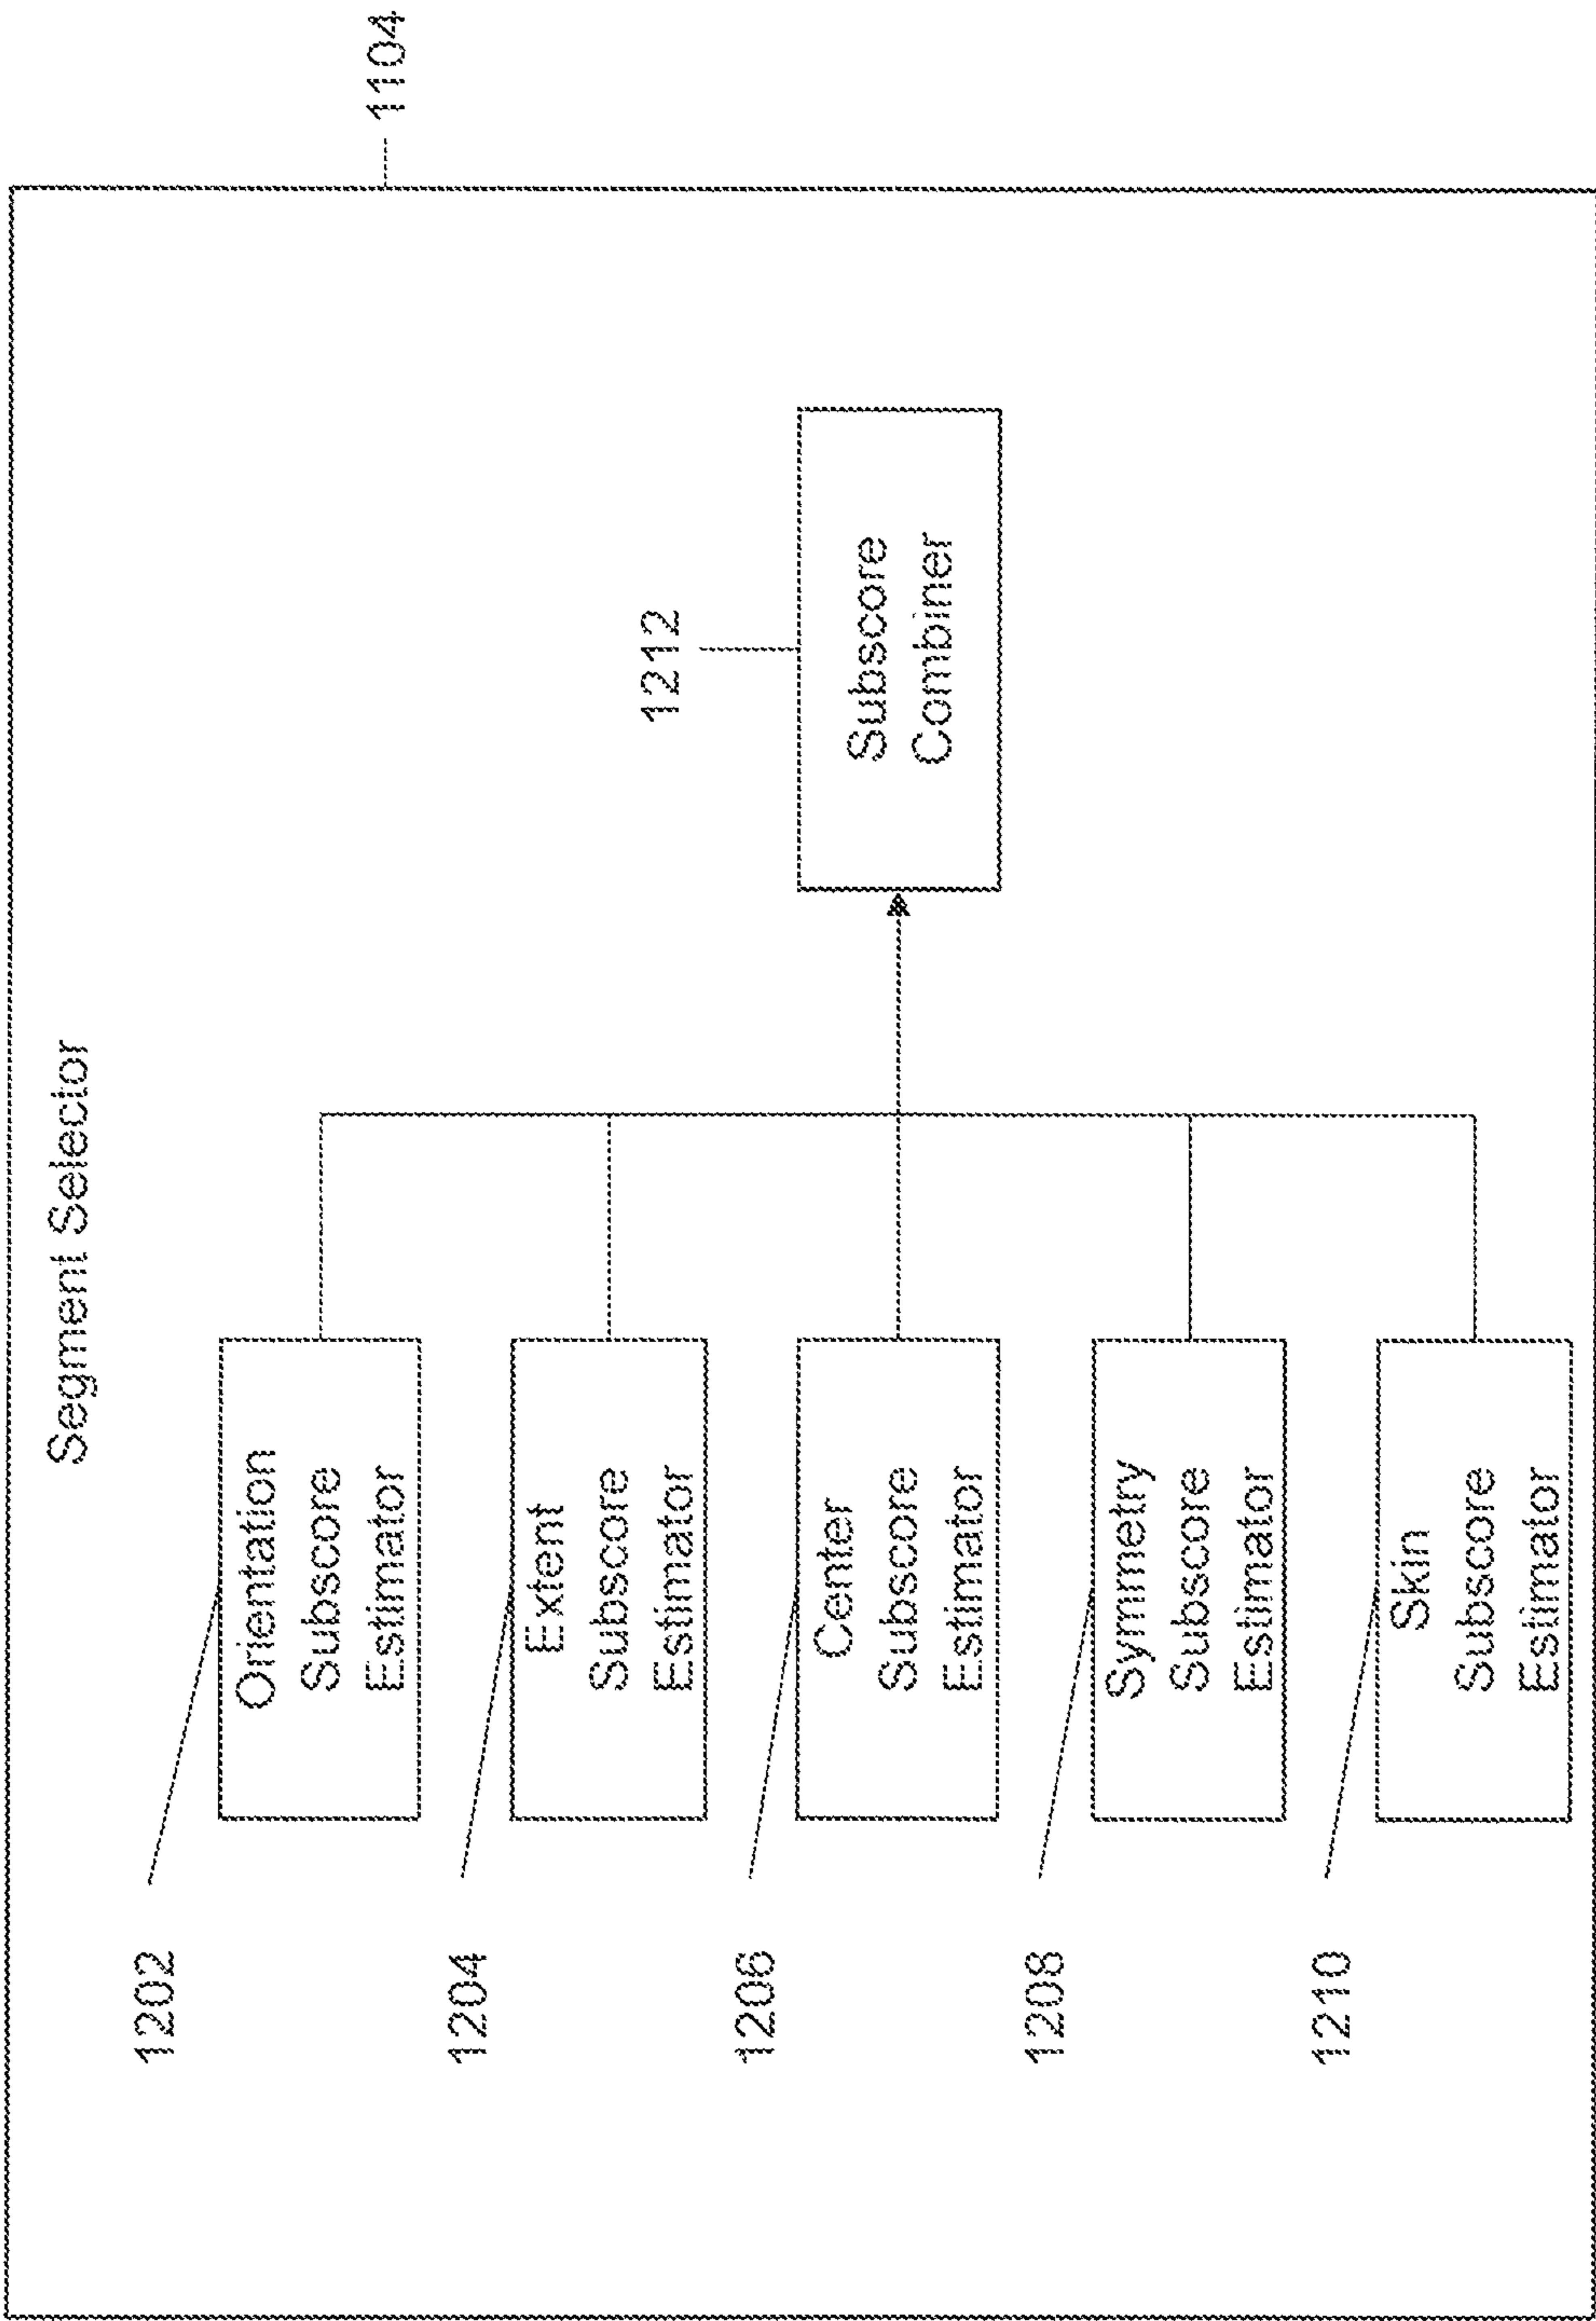 Segment Selector
1104
1202
Orientation
Subscore
Estimator
1204
Extent
Subscore
Estimator
1206
Center
Subscore
Estimator
1208
Symmetry
Subscore
Estimator
1210
Skin
Subscore
Estimator
1212
Subscore
Combiner